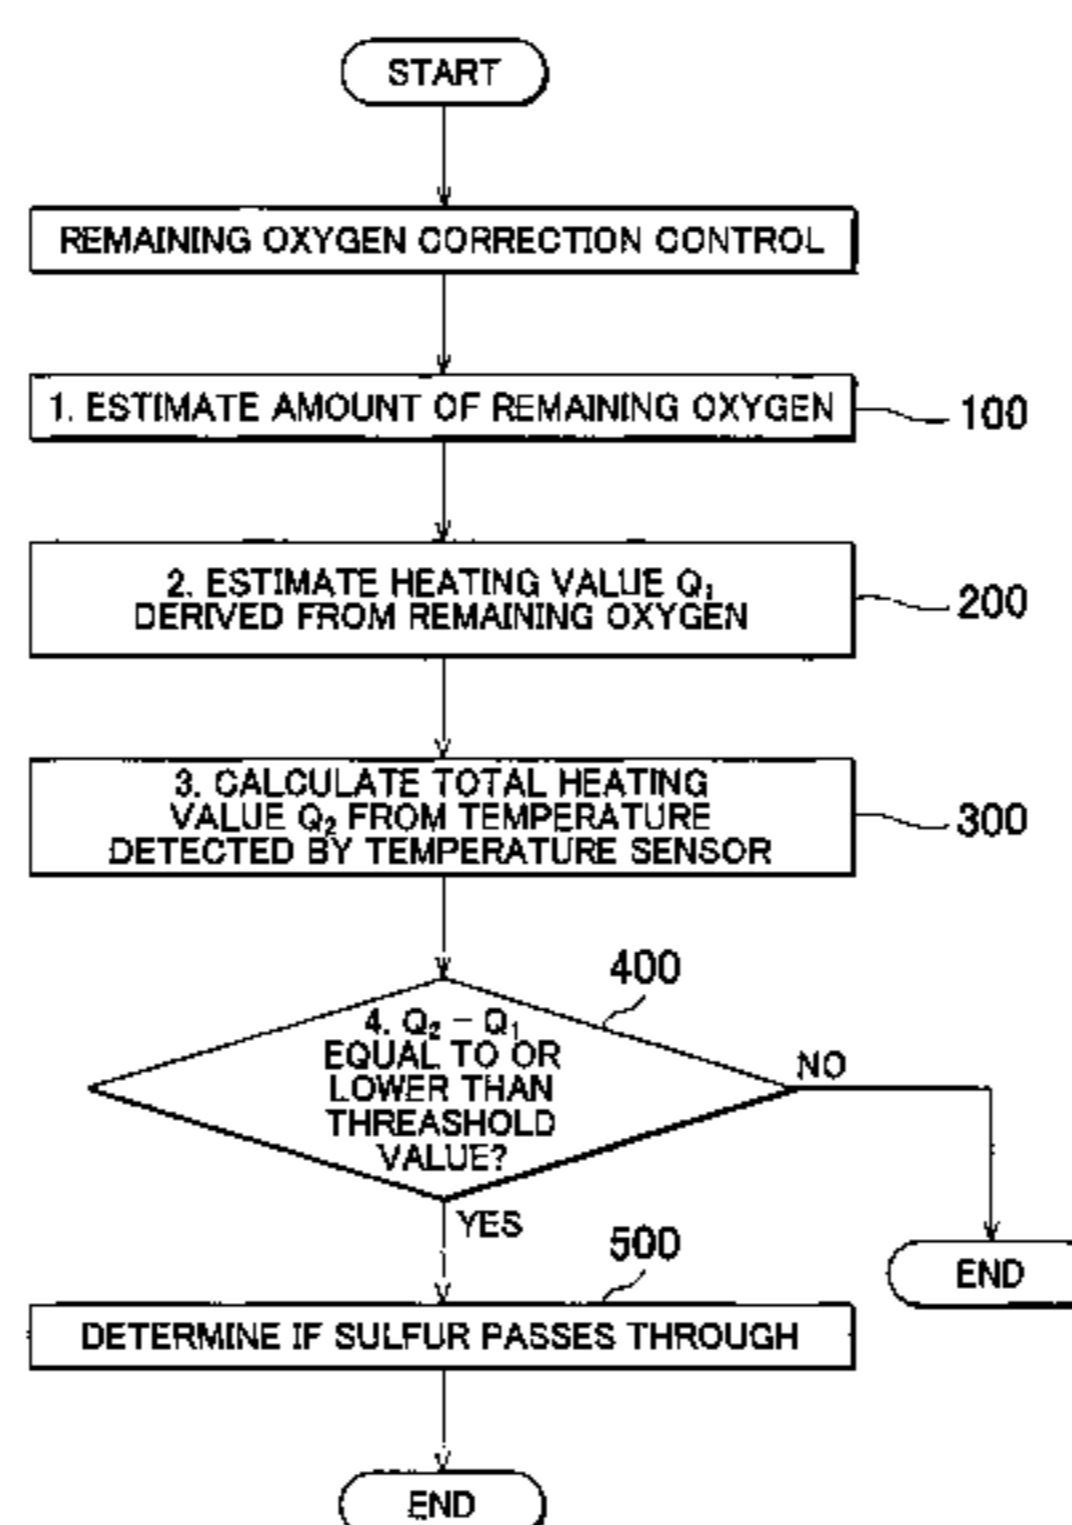 START
REMAINING OXYGEN CORRECTION CONTROL
1. ESTIMATE AMOUNT OF REMAINING OXYGEN
100
2. ESTIMATE HEATING VALUE Q₁
DERIVED FROM REMAINING OXYGEN
200
3. CALCULATE TOTAL HEATING
VALUE Q₂ FROM TEMPERATURE
DETECTED BY TEMPERATURE SENSOR
300
400
4. Q₂ − Q₁
EQUAL TO OR
LOWER THAN
THREASHOLD
VALUE?
NO
YES
500
END
DETERMINE IF SULFUR PASSES THROUGH
END